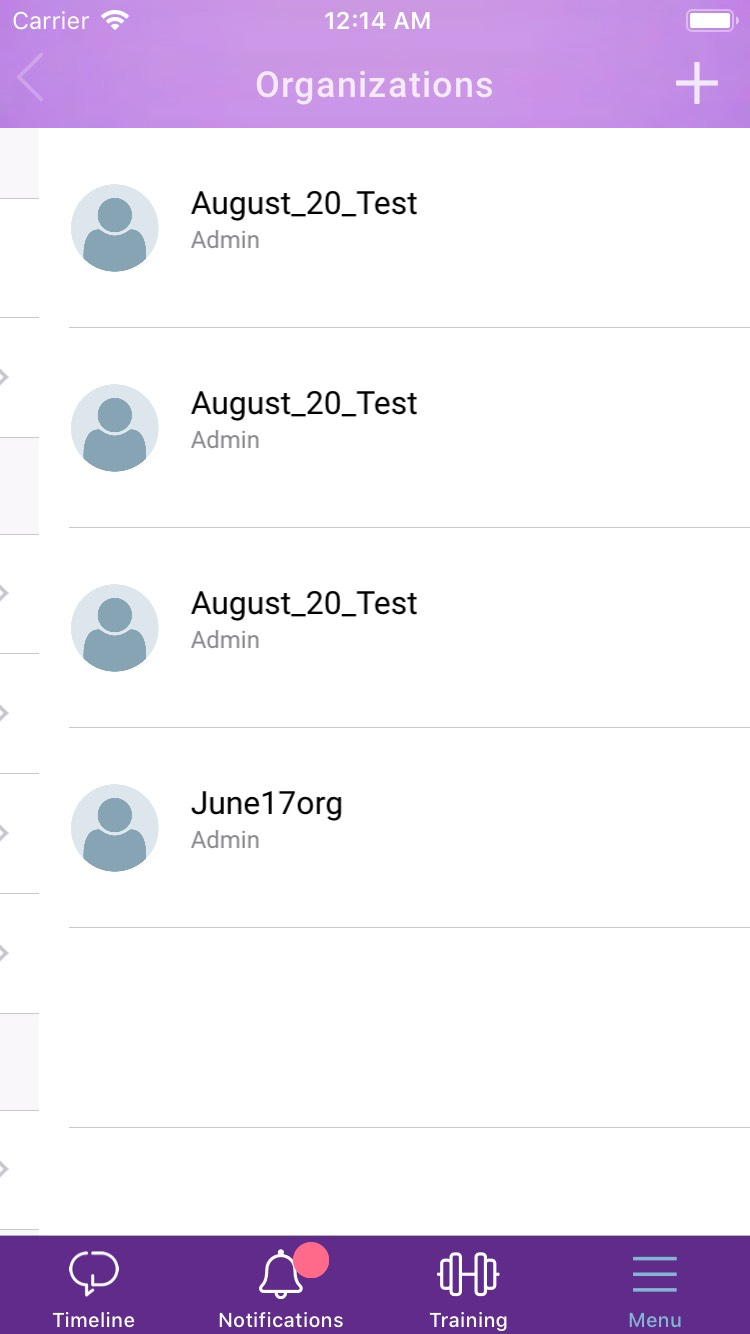 Carrier 12:14 AM
Organizations
August_20_Test
Admin
August_20_Test
Admin
August_20_Test
Admin
June17org
Admin
Timeline Notifications Training Menu